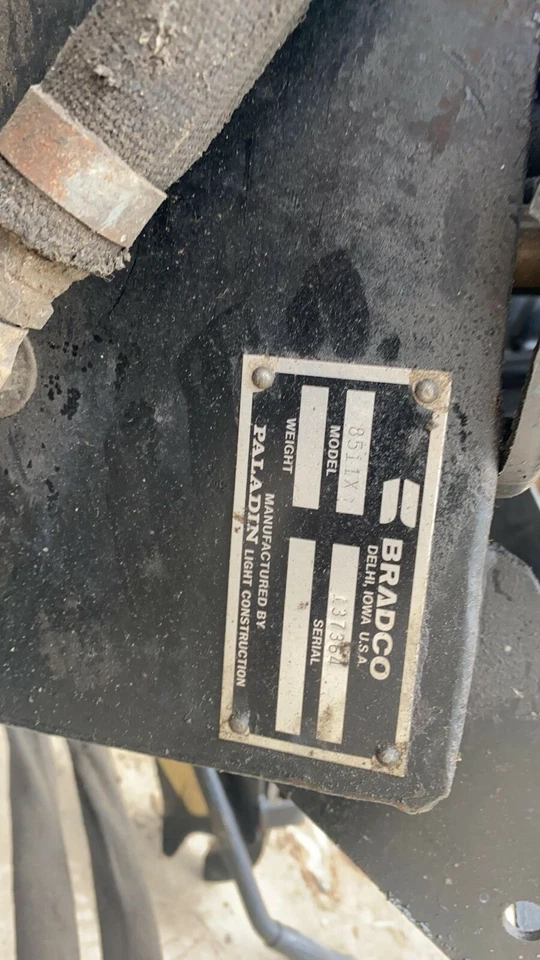 BRADCO
DELHI, IOWA U.S.A.
8511X
MODEL
137364
SERIAL
WEIGHT
MANUFACTURED BY
PALADIN LIGHT CONSTRUCTION